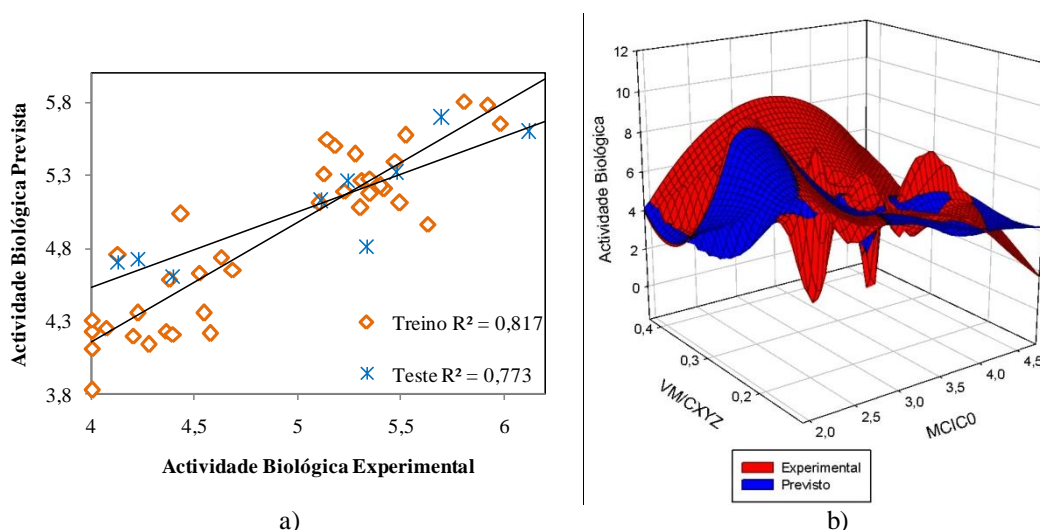 5,8
5,3
4,8
4,3
3,8
Actividade Biológica Prevista
Treino R² = 0,817
Teste R² = 0,773
4
4,5
5
5,5
6
Actividade Biológica Experimental
a)
b)
12
10
8
6
4
2
0
Actividade Biológica
0,4
0,3
0,2
VM/CXYZ
2,0
2,5
3,0
3,5
4,0
4,5
MCIC0
Experimental
Previsto